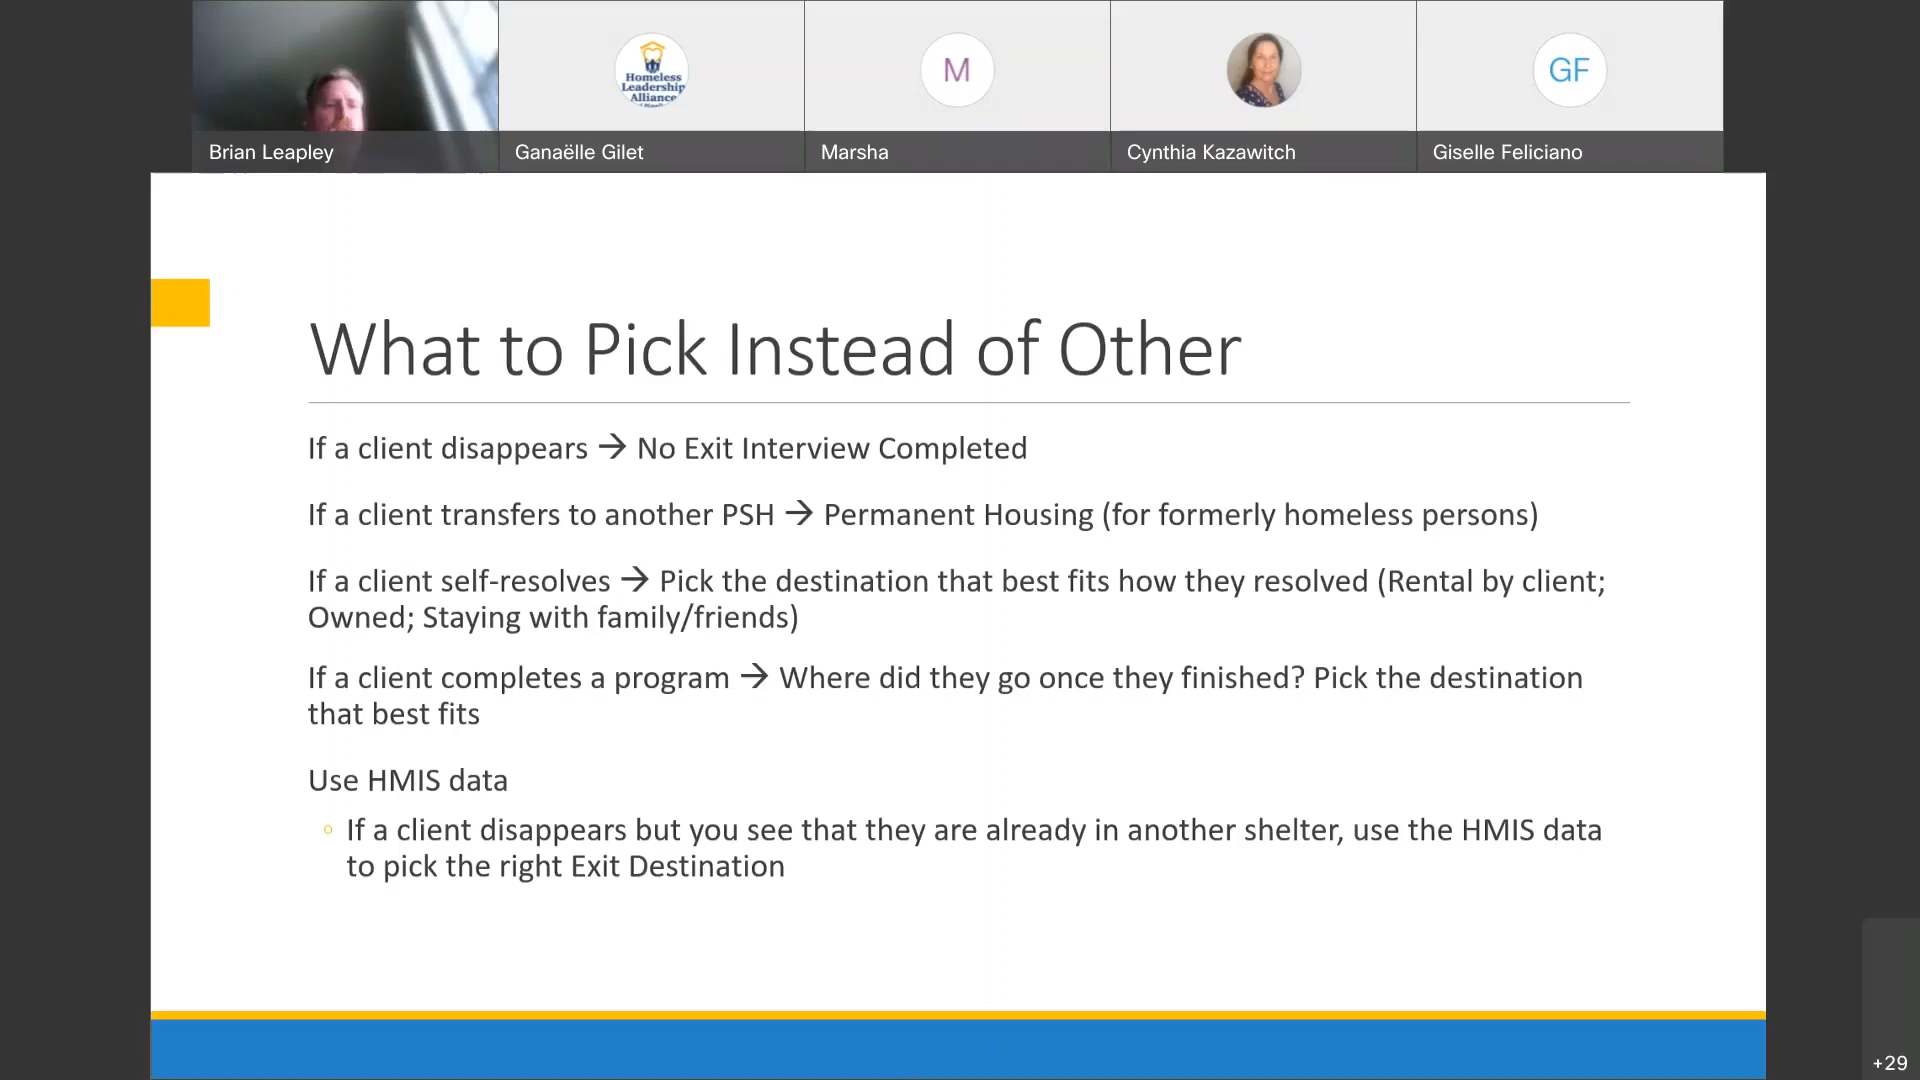 Homeless
Leadership
Alliance
M
GF
Brian Leapley
Ganaëlle Gilet
Marsha
Cynthia Kazawitch
Giselle Feliciano
What to Pick Instead of Other
If a client disappears → No Exit Interview Completed
If a client transfers to another PSH → Permanent Housing (for formerly homeless persons)
If a client self-resolves → Pick the destination that best fits how they resolved (Rental by client;
Owned; Staying with family/friends)
If a client completes a program → Where did they go once they finished? Pick the destination
that best fits
Use HMIS data
◦ If a client disappears but you see that they are already in another shelter, use the HMIS data
to pick the right Exit Destination
+29